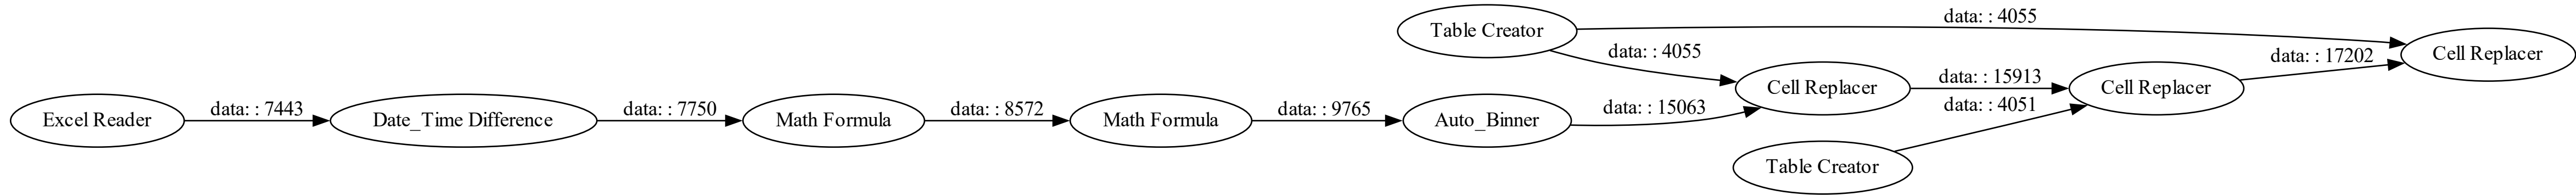 Excel Reader
data: : 7443
Date_Time Difference
data: : 7750
Math Formula
data: : 8572
Math Formula
data: : 9765
Auto_Binner
data: : 15063
Table Creator
data: : 4055
data: : 4055
Cell Replacer
data: : 15913
Table Creator
data: : 4051
Cell Replacer
data: : 17202
Cell Replacer